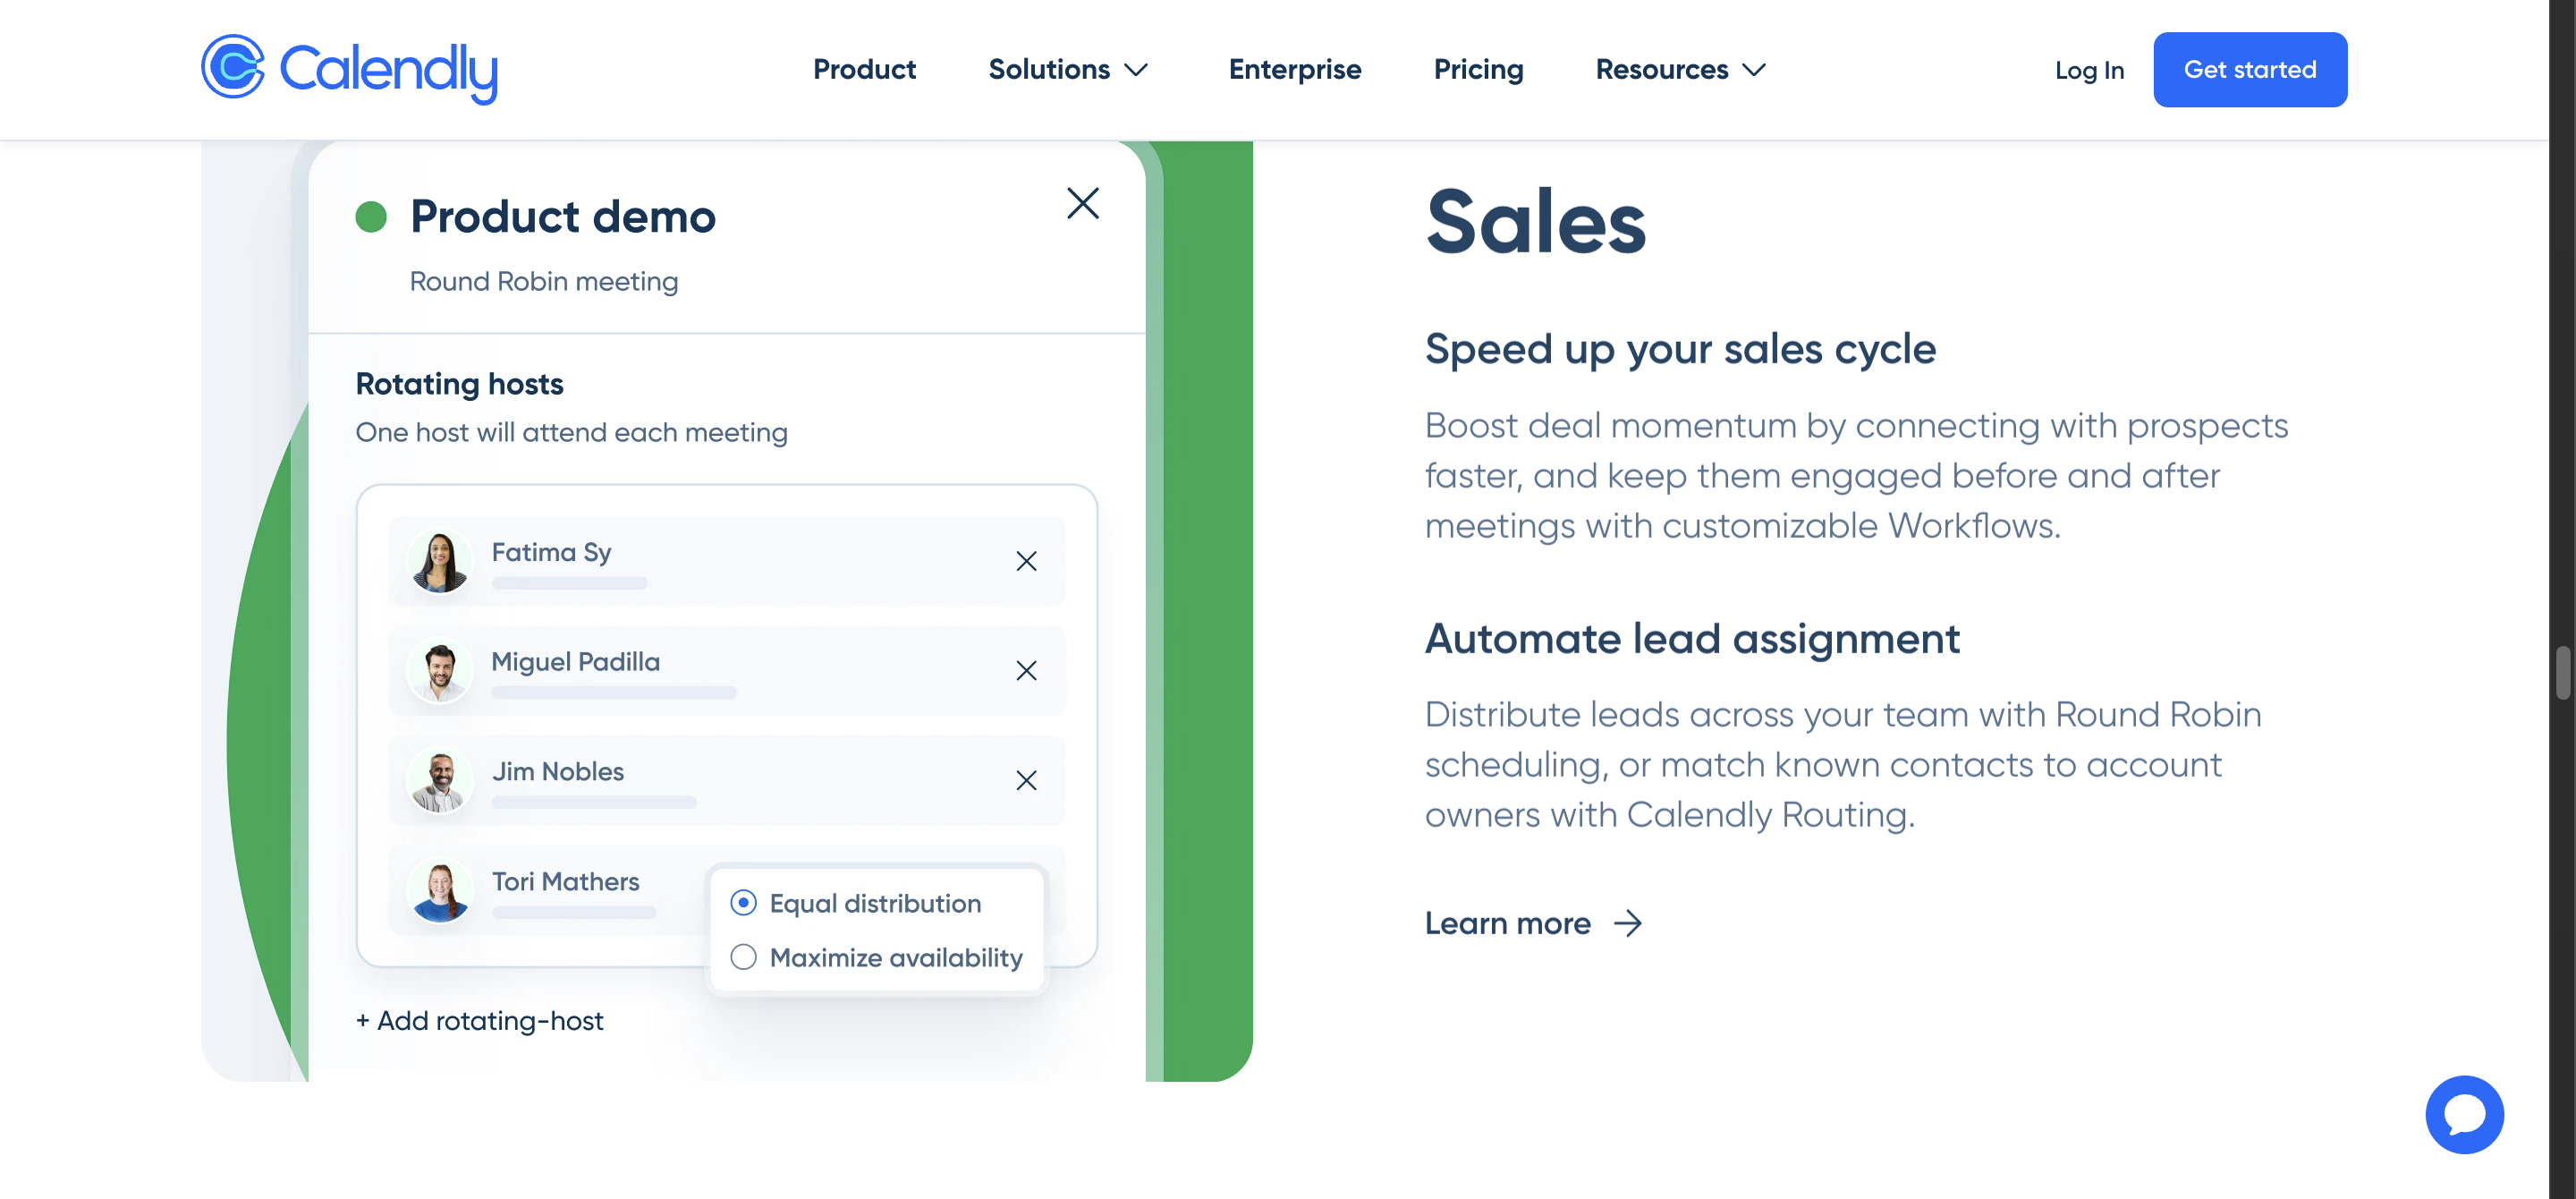 Calendly
Product
Solutions
Enterprise
Pricing
Resources
Log In
Get started
Product demo
Round Robin meeting
Rotating hosts
One host will attend each meeting
Fatima Sy
Miguel Padilla
Jim Nobles
Tori Mathers
Equal distribution
Maximize availability
+ Add rotating-host
Sales
Speed up your sales cycle
Boost deal momentum by connecting with prospects
faster, and keep them engaged before and after
meetings with customizable Workflows.
Automate lead assignment
Distribute leads across your team with Round Robin
scheduling, or match known contacts to account
owners with Calendly Routing.
Learn more